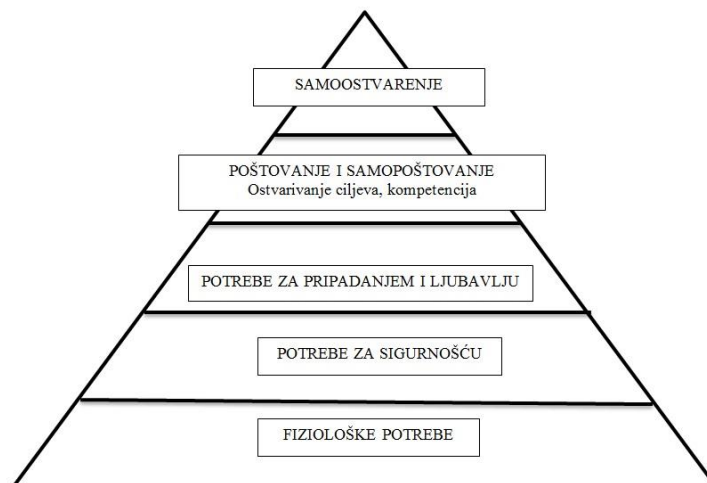 SAMOOSTVARENJE
POŠTOVANJE I SAMOPOŠTOVANJE
Ostvarivanje ciljeva, kompetencija
POTREBE ZA PRIPADANJEM I LJUBAVLJU
POTREBE ZA SIGURNOŠĆU
FIZIOLOŠKE POTREBE